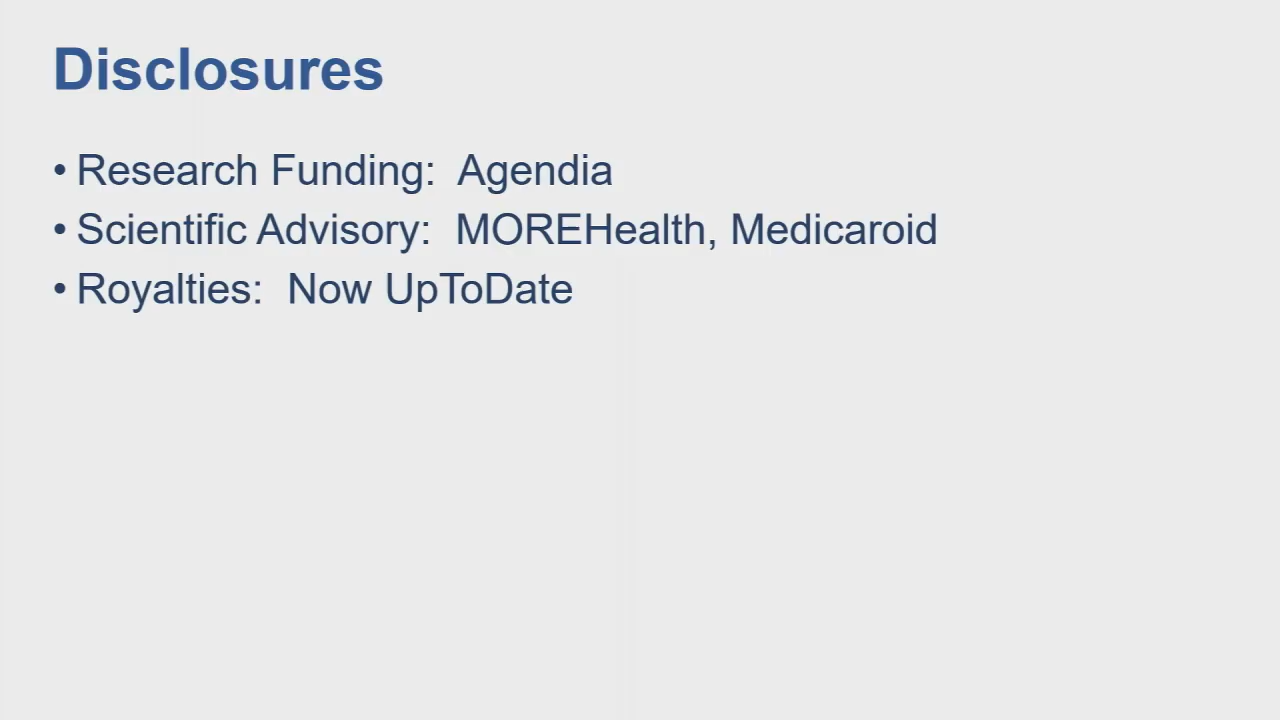 Disclosures
• Research Funding:  Agendia
• Scientific Advisory:  MOREHealth, Medicaroid
• Royalties:  Now UpToDate